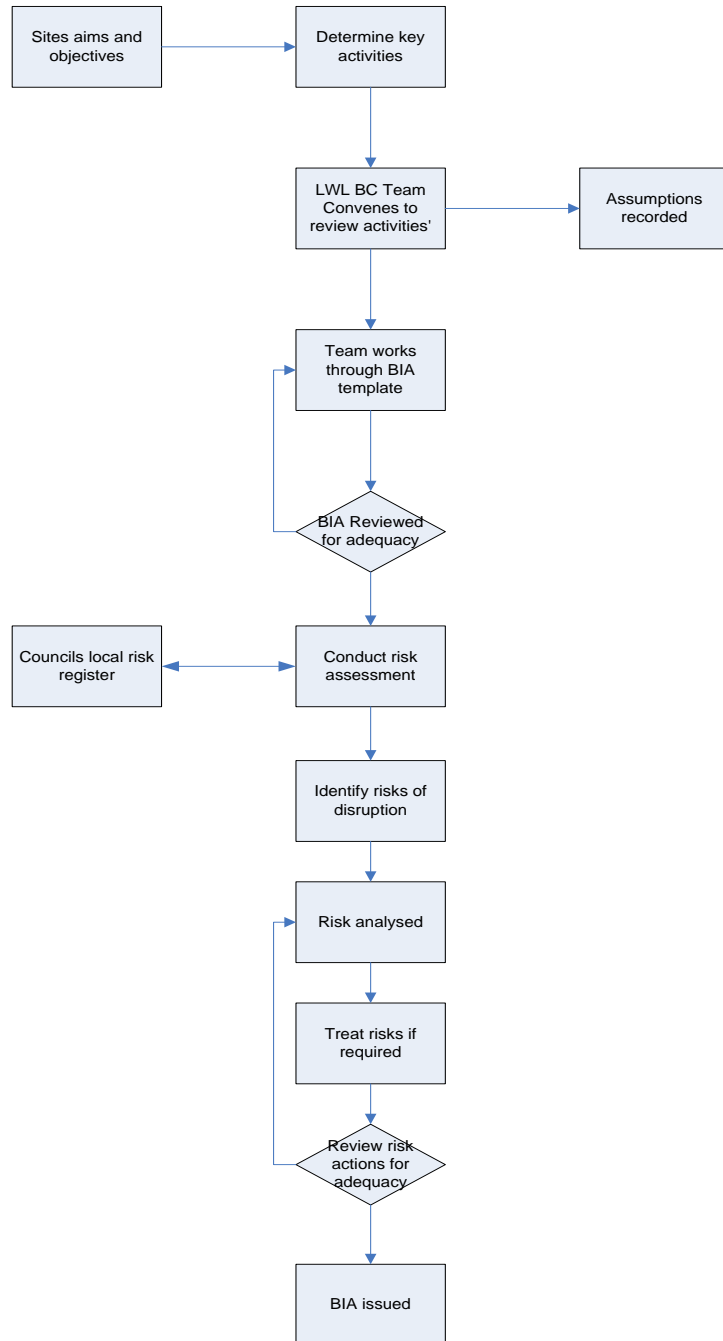 Sites aims and
objectives
Determine key
activities
LWL BC Team
Convenes to
review activities'
Assumptions
recorded
Team works
through BIA
template
BIA Reviewed
for adequacy
Councils local risk
register
Conduct risk
assessment
Identify risks of
disruption
Risk analysed
Treat risks if
required
Review risk
actions for
adequacy
BIA issued